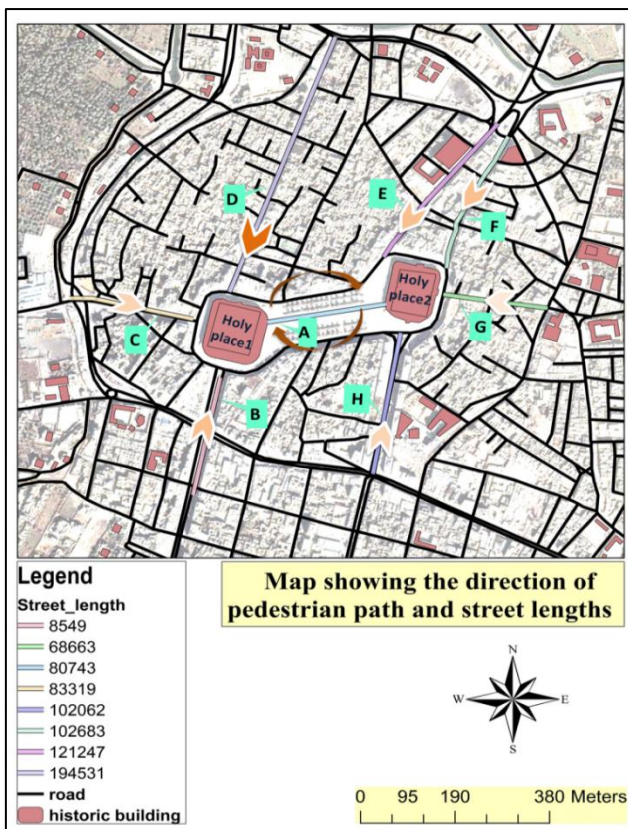 D
E
F
Holy
place2
Holy
place1
A
G
C
B
H
Legend
Street_length
8549
68663
80743
83319
102062
102683
121247
194531
road
historic building
Map showing the direction of
pedestrian path and street lengths
N
W E
S
0 95 190 380 Meters